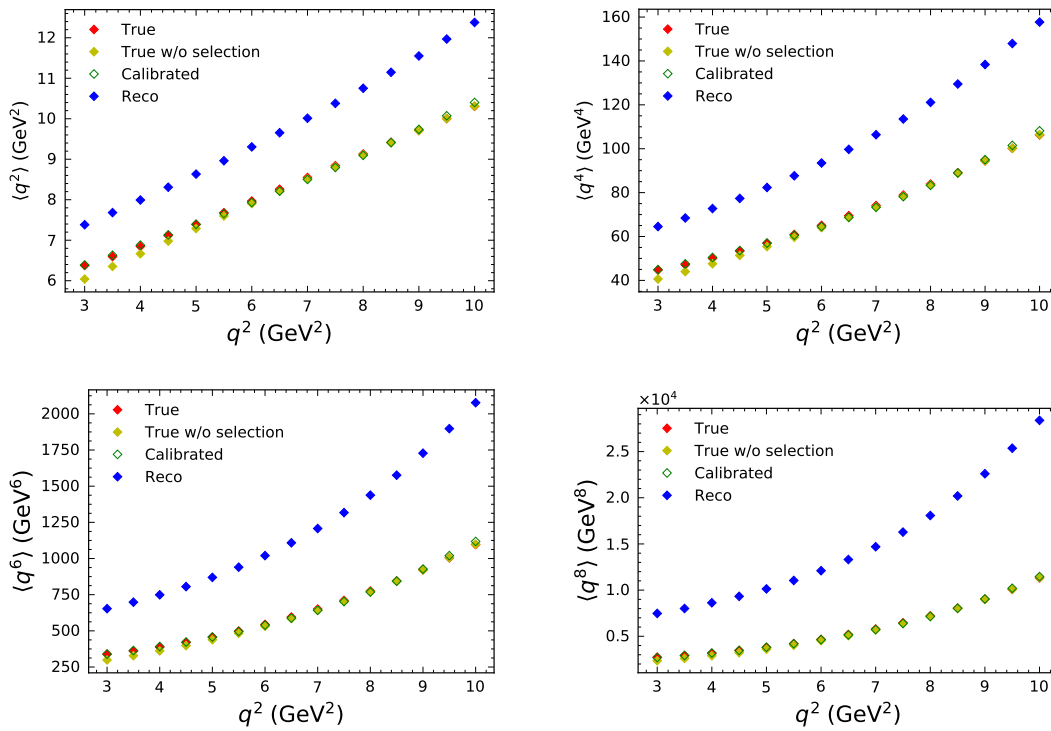 12
11
10
9
8
7
6
3 4 5 6 7 8 9 10
⟨q²⟩ (GeV²)
q² (GeV²)
True
True w/o selection
Calibrated
Reco
160
140
120
100
80
60
40
3 4 5 6 7 8 9 10
⟨q⁴⟩ (GeV⁴)
q² (GeV²)
True
True w/o selection
Calibrated
Reco
2000
1750
1500
1250
1000
750
500
250
3 4 5 6 7 8 9 10
⟨q⁶⟩ (GeV⁶)
q² (GeV²)
True
True w/o selection
Calibrated
Reco
×10⁴
2.5
2.0
1.5
1.0
0.5
3 4 5 6 7 8 9 10
⟨q⁸⟩ (GeV⁸)
q² (GeV²)
True
True w/o selection
Calibrated
Reco